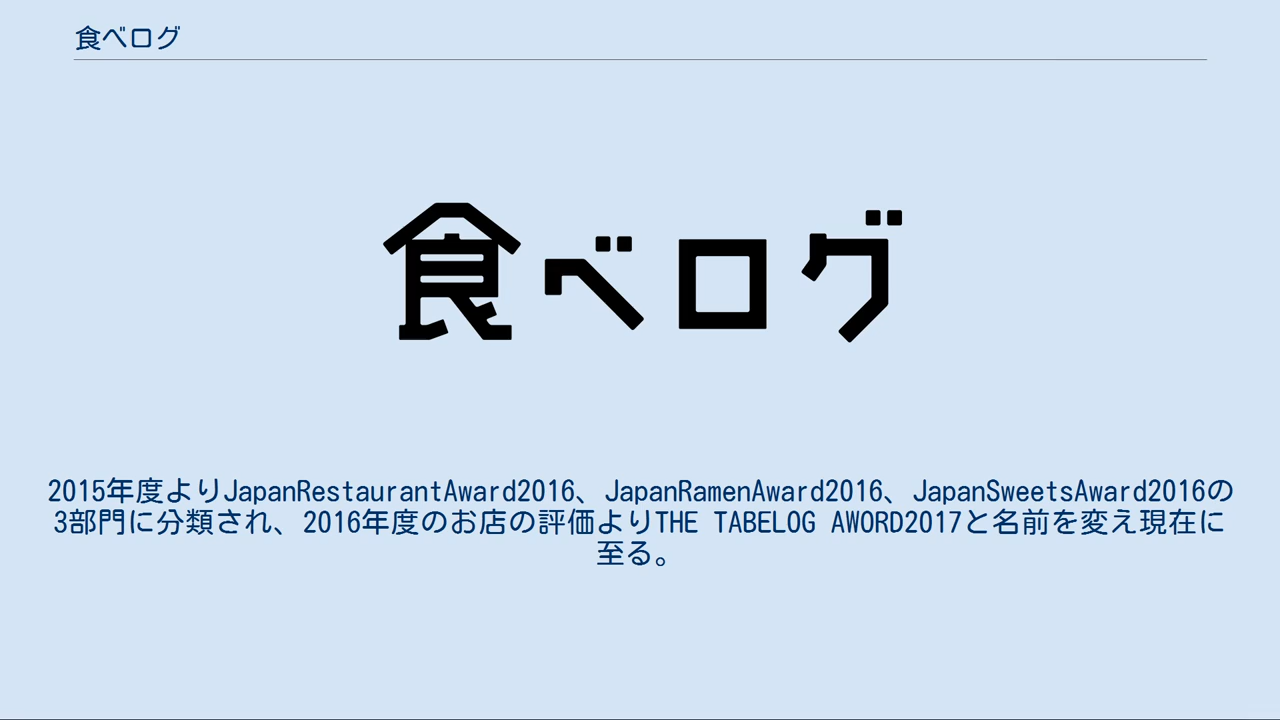 食べログ
食べログ
2015年度よりJapanRestaurantAward2016、JapanRamenAward2016、JapanSweetsAward2016の
3部門に分類され、2016年度のお店の評価よりTHE TABELOG AWORD2017と名前を変え現在に
至る。